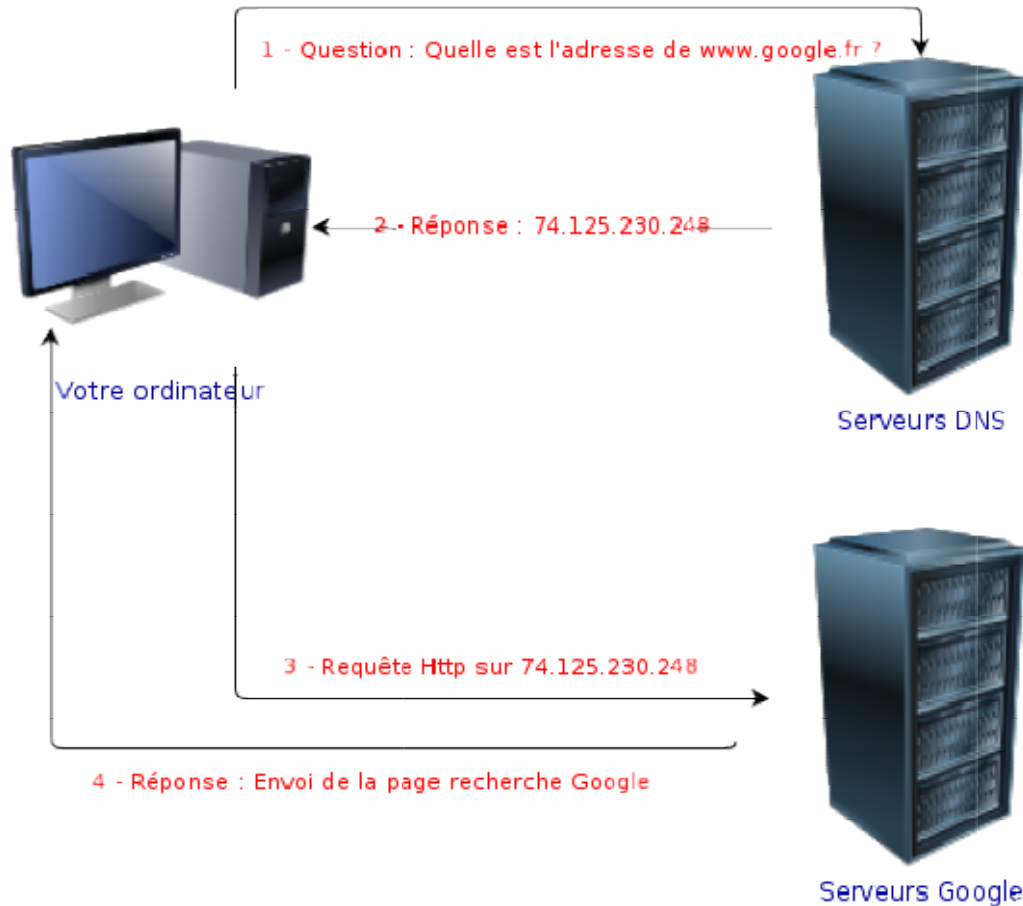 1 - Question : Quelle est l'adresse de www.google.fr ?
2 - Réponse : 74.125.230.248
Votre ordinateur
Serveurs DNS
3 - Requête Http sur 74.125.230.248
4 - Réponse : Envoi de la page recherche Google
Serveurs Google